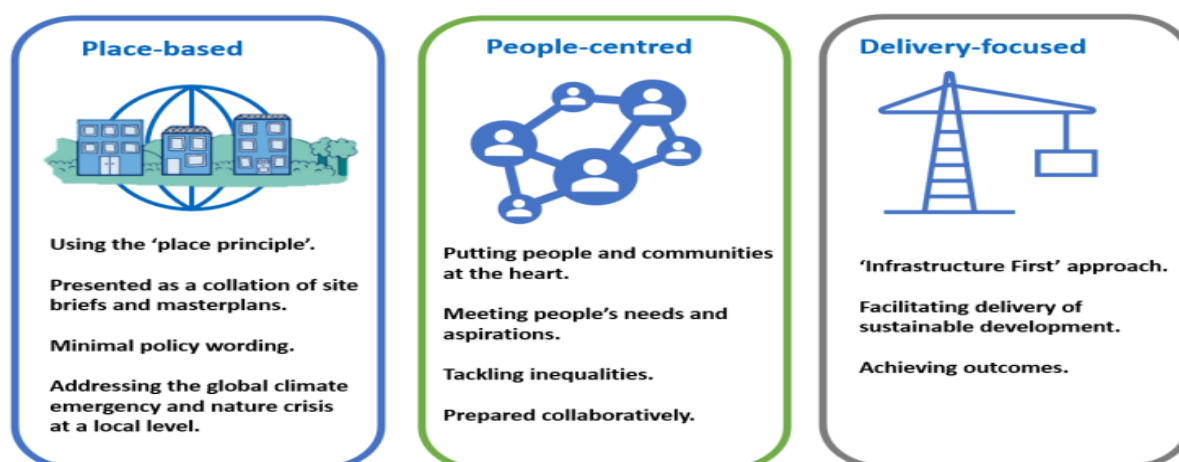 Place-based
Using the ‘place principle’.
Presented as a collation of site
briefs and masterplans.
Minimal policy wording.
Addressing the global climate
emergency and nature crisis
at a local level.
People-centred
Putting people and communities
at the heart.
Meeting people’s needs and
aspirations.
Tackling inequalities.
Prepared collaboratively.
Delivery-focused
‘Infrastructure First’ approach.
Facilitating delivery of
sustainable development.
Achieving outcomes.